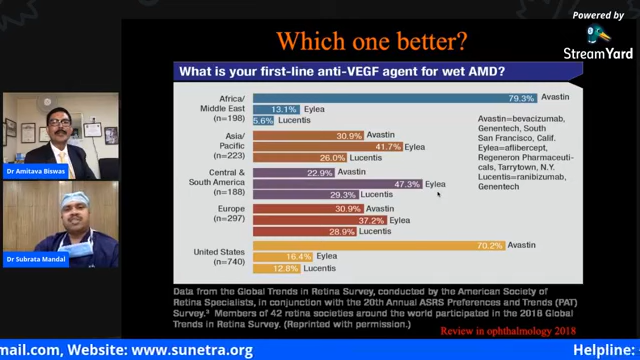 Powered by
StreamYard
Which one better?
What is your first-line anti-VEGF agent for wet AMD?
Africa/
Middle East
(n=198)
79.3% Avastin
13.1% Eylea
5.6% Lucentis
Asia/
Pacific
(n=223)
30.9% Avastin
41.7% Eylea
26.0% Lucentis
Central &
South America
(n=188)
22.9% Avastin
47.3% Eylea
29.3% Lucentis
Europe
(n=297)
30.9% Avastin
37.2% Eylea
28.9% Lucentis
United States
(n=740)
70.2% Avastin
16.4% Eylea
12.8% Lucentis
Avastin=bevacizumab,
Genentech, South
San Francisco, Calif.
Eylea=aflibercept,
Regeneron Pharmaceuti-
cals, Tarrytown, N.Y.
Lucentis=ranibizumab,
Genentech
Data from the Global Trends in Retina Survey, conducted by the American Society of
Retina Specialists, in conjunction with the 20th Annual ASRS Preferences and Trends (PAT)
Survey.³ Members of 42 retina societies around the world participated in the 2018 Global
Trends in Retina Survey. (Reprinted with permission.)
Review in ophthalmology 2018
Dr Amitava Biswas
Dr Subrata Mandal
mail.com, Website: www.sunetra.org
Helpline: